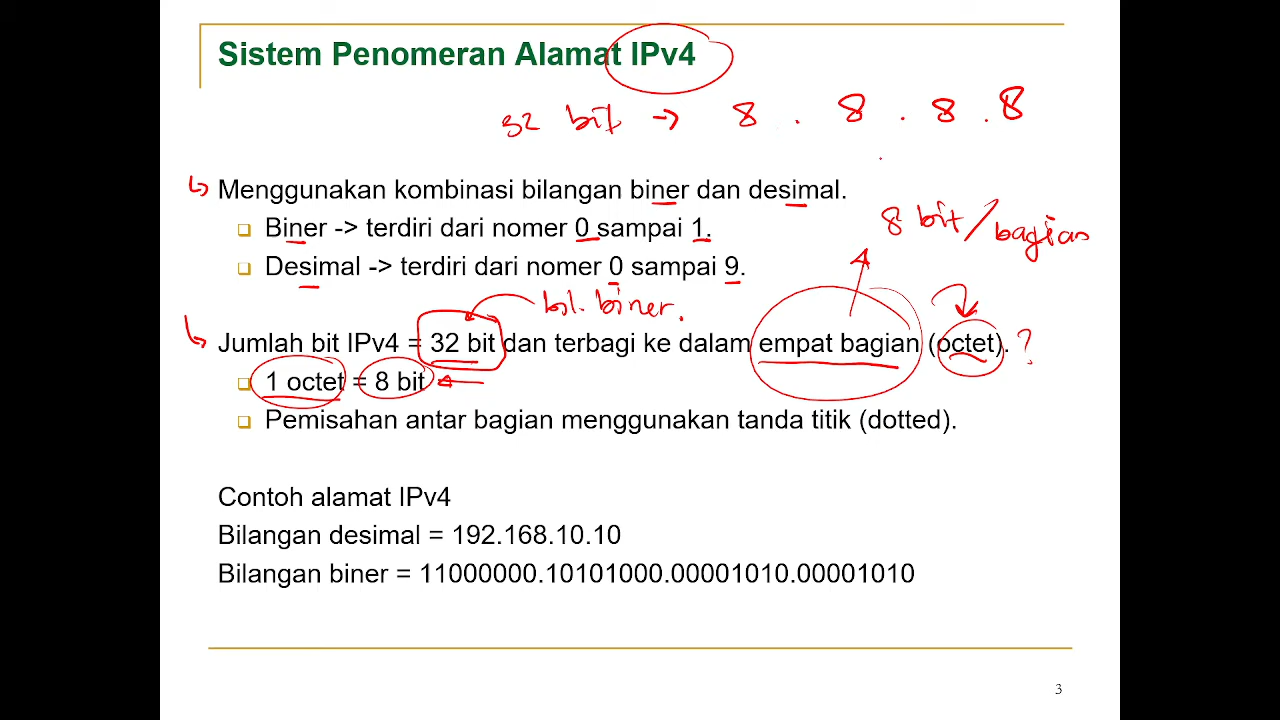 Sistem Penomeran Alamat IPv4
32 bit → 8 . 8 . 8 . 8
Menggunakan kombinasi bilangan biner dan desimal.
Biner -> terdiri dari nomer 0 sampai 1.
8 bit/bagian
Desimal -> terdiri dari nomer 0 sampai 9.
bil. biner.
Jumlah bit IPv4 = 32 bit dan terbagi ke dalam empat bagian (octet). ?
1 octet = 8 bit
Pemisahan antar bagian menggunakan tanda titik (dotted).
Contoh alamat IPv4
Bilangan desimal = 192.168.10.10
Bilangan biner = 11000000.10101000.00001010.00001010
3